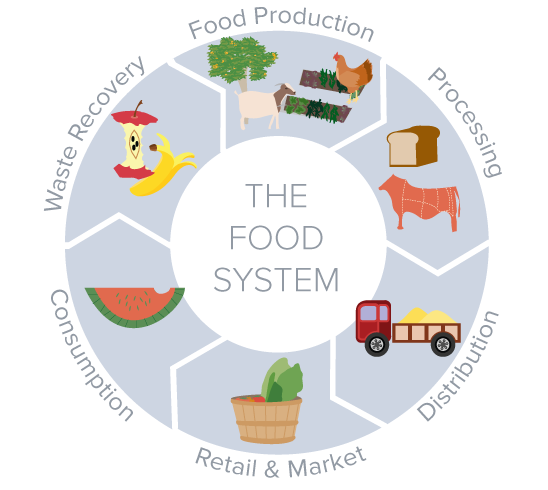 Food Production
Processing
Distribution
Retail & Market
Consumption
Waste Recovery
THE
FOOD
SYSTEM